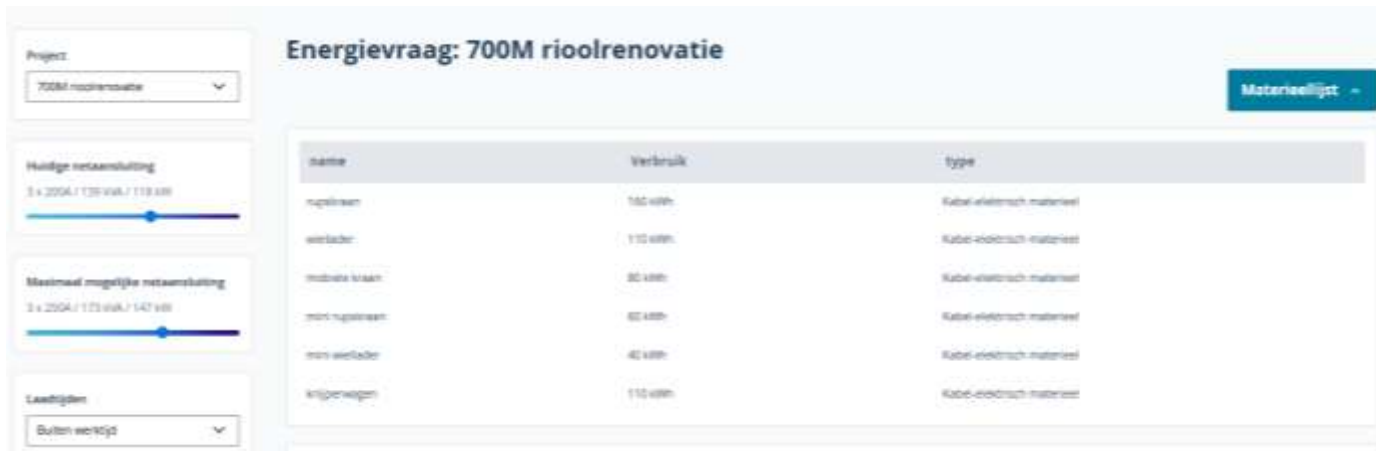 Project
700M rioolrenovatie
Huidige netaansluiting
3 x 200A / 139 kVA / 118 kW
Maximaal mogelijke netaansluiting
3 x 250A / 173 kVA / 147 kW
Laadtijden
Buiten werktijd
Energievraag: 700M rioolrenovatie
Materieellijst
name Verbruik type
rupskraan 160 kWh Kabel-elektrisch materieel
wiellader 110 kWh Kabel-elektrisch materieel
mobiele kraan 80 kWh Kabel-elektrisch materieel
mini rupskraan 60 kWh Kabel-elektrisch materieel
mini wiellader 40 kWh Kabel-elektrisch materieel
knijperwagen 110 kWh Kabel-elektrisch materieel